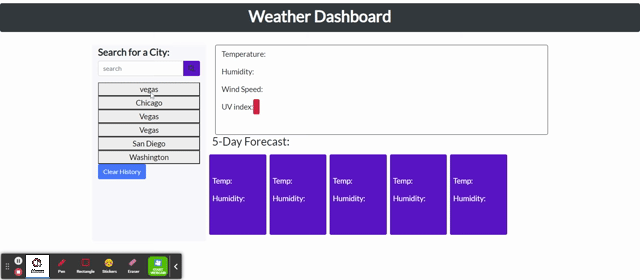 Weather Dashboard
Search for a City:
search
vegas
Chicago
Vegas
Vegas
San Diego
Washington
Clear History
Temperature:
Humidity:
Wind Speed:
UV index:
5-Day Forecast:
Temp:
Humidity:
Temp:
Humidity:
Temp:
Humidity:
Temp:
Humidity:
Temp:
Humidity:
Pen
Rectangle
Stickers
Eraser